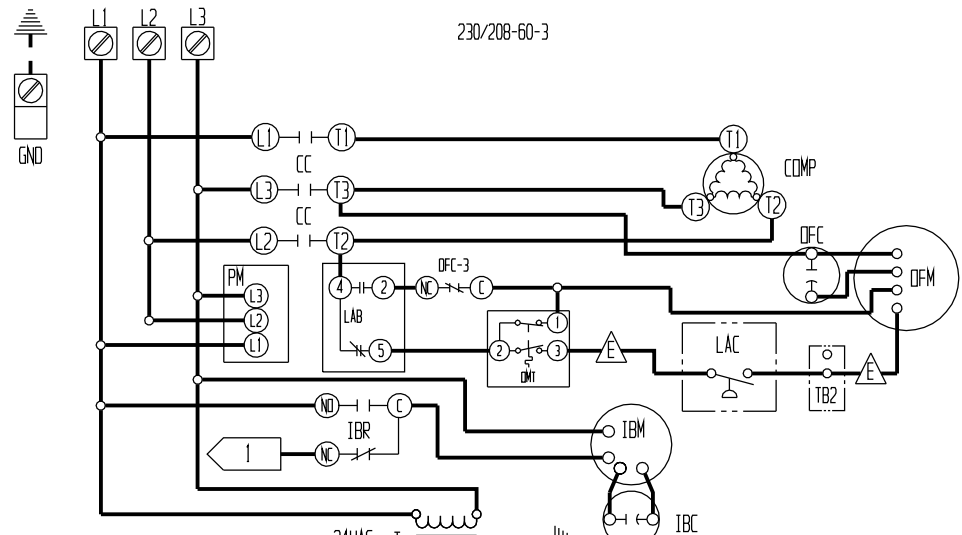 L1 L2 L3
230/208-60-3
GND
L1 T1 T1
CC
COMP
L3 T3 T3 T2
CC
L2 T2
OFC
OFC-3
PM
OFM
4 2 NC C
L3
LAB
1
L2
L1
5 2 3 E
LAC
E
OMT
TB2
NO C
IBR
IBM
1 NC
IBC